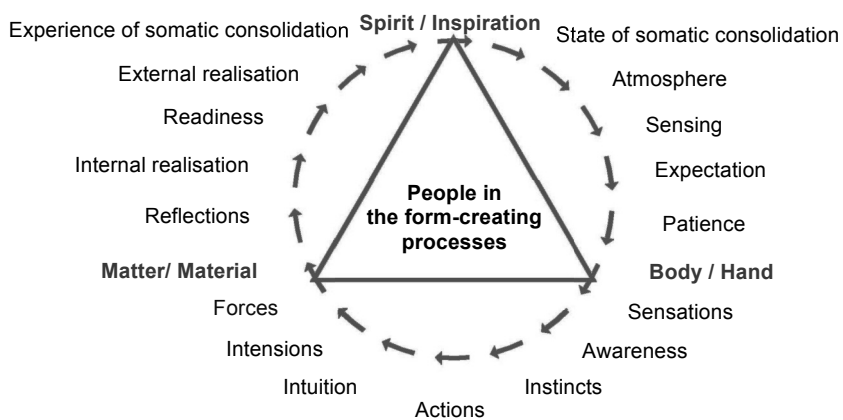 Spirit / Inspiration
State of somatic consolidation
Atmosphere
Sensing
Expectation
Patience
Body / Hand
Sensations
Awareness
Instincts
Actions
Intuition
Intensions
Forces
Matter/ Material
Reflections
Internal realisation
Readiness
External realisation
Experience of somatic consolidation
People in
the form-creating
processes